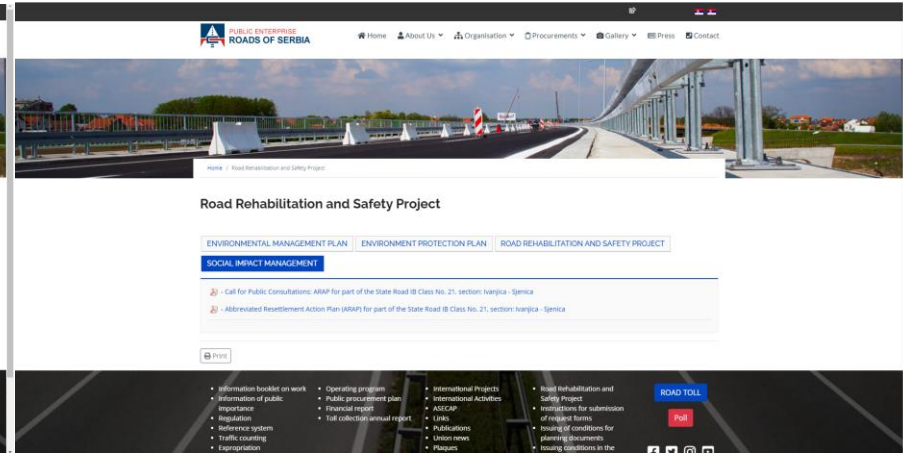 PUBLIC ENTERPRISE
ROADS OF SERBIA
Home
About Us
Organisation
Procurements
Gallery
Press
Contact
Home / Road Rehabilitation and Safety Project
Road Rehabilitation and Safety Project
ENVIRONMENTAL MANAGEMENT PLAN
ENVIRONMENT PROTECTION PLAN
ROAD REHABILITATION AND SAFETY PROJECT
SOCIAL IMPACT MANAGEMENT
- Call for Public Consultations: ARAP for part of the State Road IB Class No. 21. section: Ivanjica - Sjenica
- Abbreviated Resettlement Action Plan (ARAP) for part of the State Road IB Class No. 21, section: Ivanjica - Sjenica
Print
Information booklet on work
Information of public
importance
Regulation
Reference system
Traffic counting
Expropriation
Operating program
Public procurement plan
Financial report
Toll collection annual report
International Projects
International Activities
ASECAP
Links
Publications
Union news
Plaques
Road Rehabilitation and
Safety Project
Instructions for submission
of request forms
Issuing of conditions for
planning documents
Issuing conditions in the
ROAD TOLL
Poll